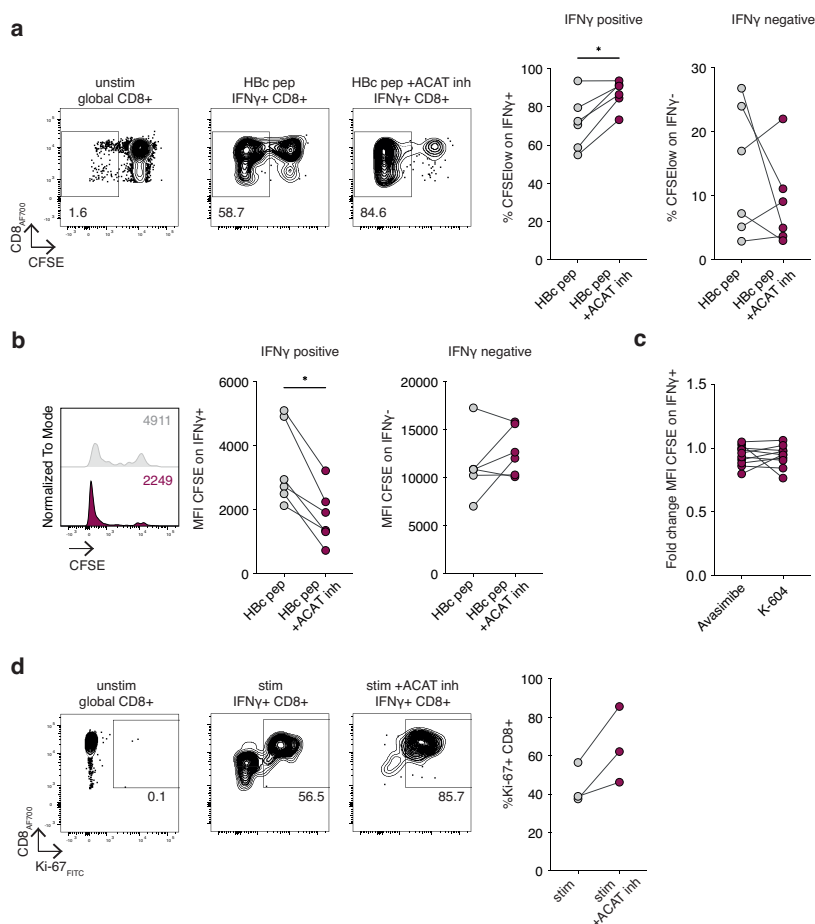 a
IFNγ positive
IFNγ negative
unstim
global CD8+
HBc pep
IFNγ+ CD8+
HBc pep +ACAT inh
IFNγ+ CD8+
1.6
58.7
84.6
CD8AF700
CFSE
% CFSElow on IFNγ+
100
80
60
40
20
0
*
HBc pep
HBc pep
+ACAT inh
% CFSElow on IFNγ-
30
20
10
0
HBc pep
HBc pep
+ACAT inh
b
IFNγ positive
IFNγ negative
Normalized To Mode
4911
2249
CFSE
MFI CFSE on IFNγ+
6000
4000
2000
0
*
HBc pep
HBc pep
+ACAT inh
MFI CFSE on IFNγ-
20000
15000
10000
5000
0
HBc pep
HBc pep
+ACAT inh
c
Fold change MFI CFSE on IFNγ+
1.5
1.0
0.5
0.0
Avasimibe
K-604
d
unstim
global CD8+
stim
IFNγ+ CD8+
stim +ACAT inh
IFNγ+ CD8+
0.1
56.5
85.7
CD8AF700
Ki-67FITC
%Ki-67+ CD8+
100
80
60
40
20
0
stim
stim
+ACAT inh